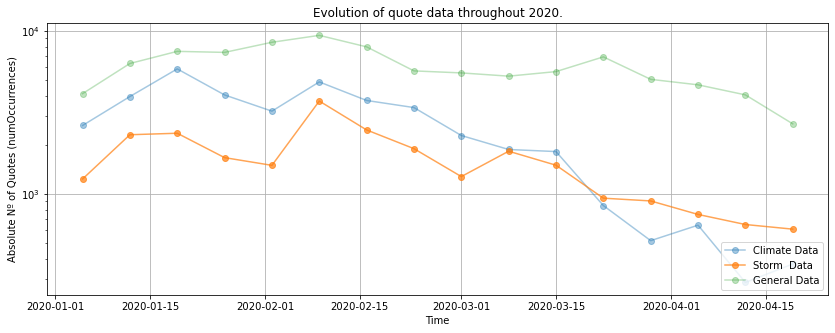 Evolution of quote data throughout 2020.
Absolute Nº of Quotes (numOccurrences)
10^4
10^3
Climate Data
Storm  Data
General Data
2020-01-01 2020-01-15 2020-02-01 2020-02-15 2020-03-01 2020-03-15 2020-04-01 2020-04-15
Time